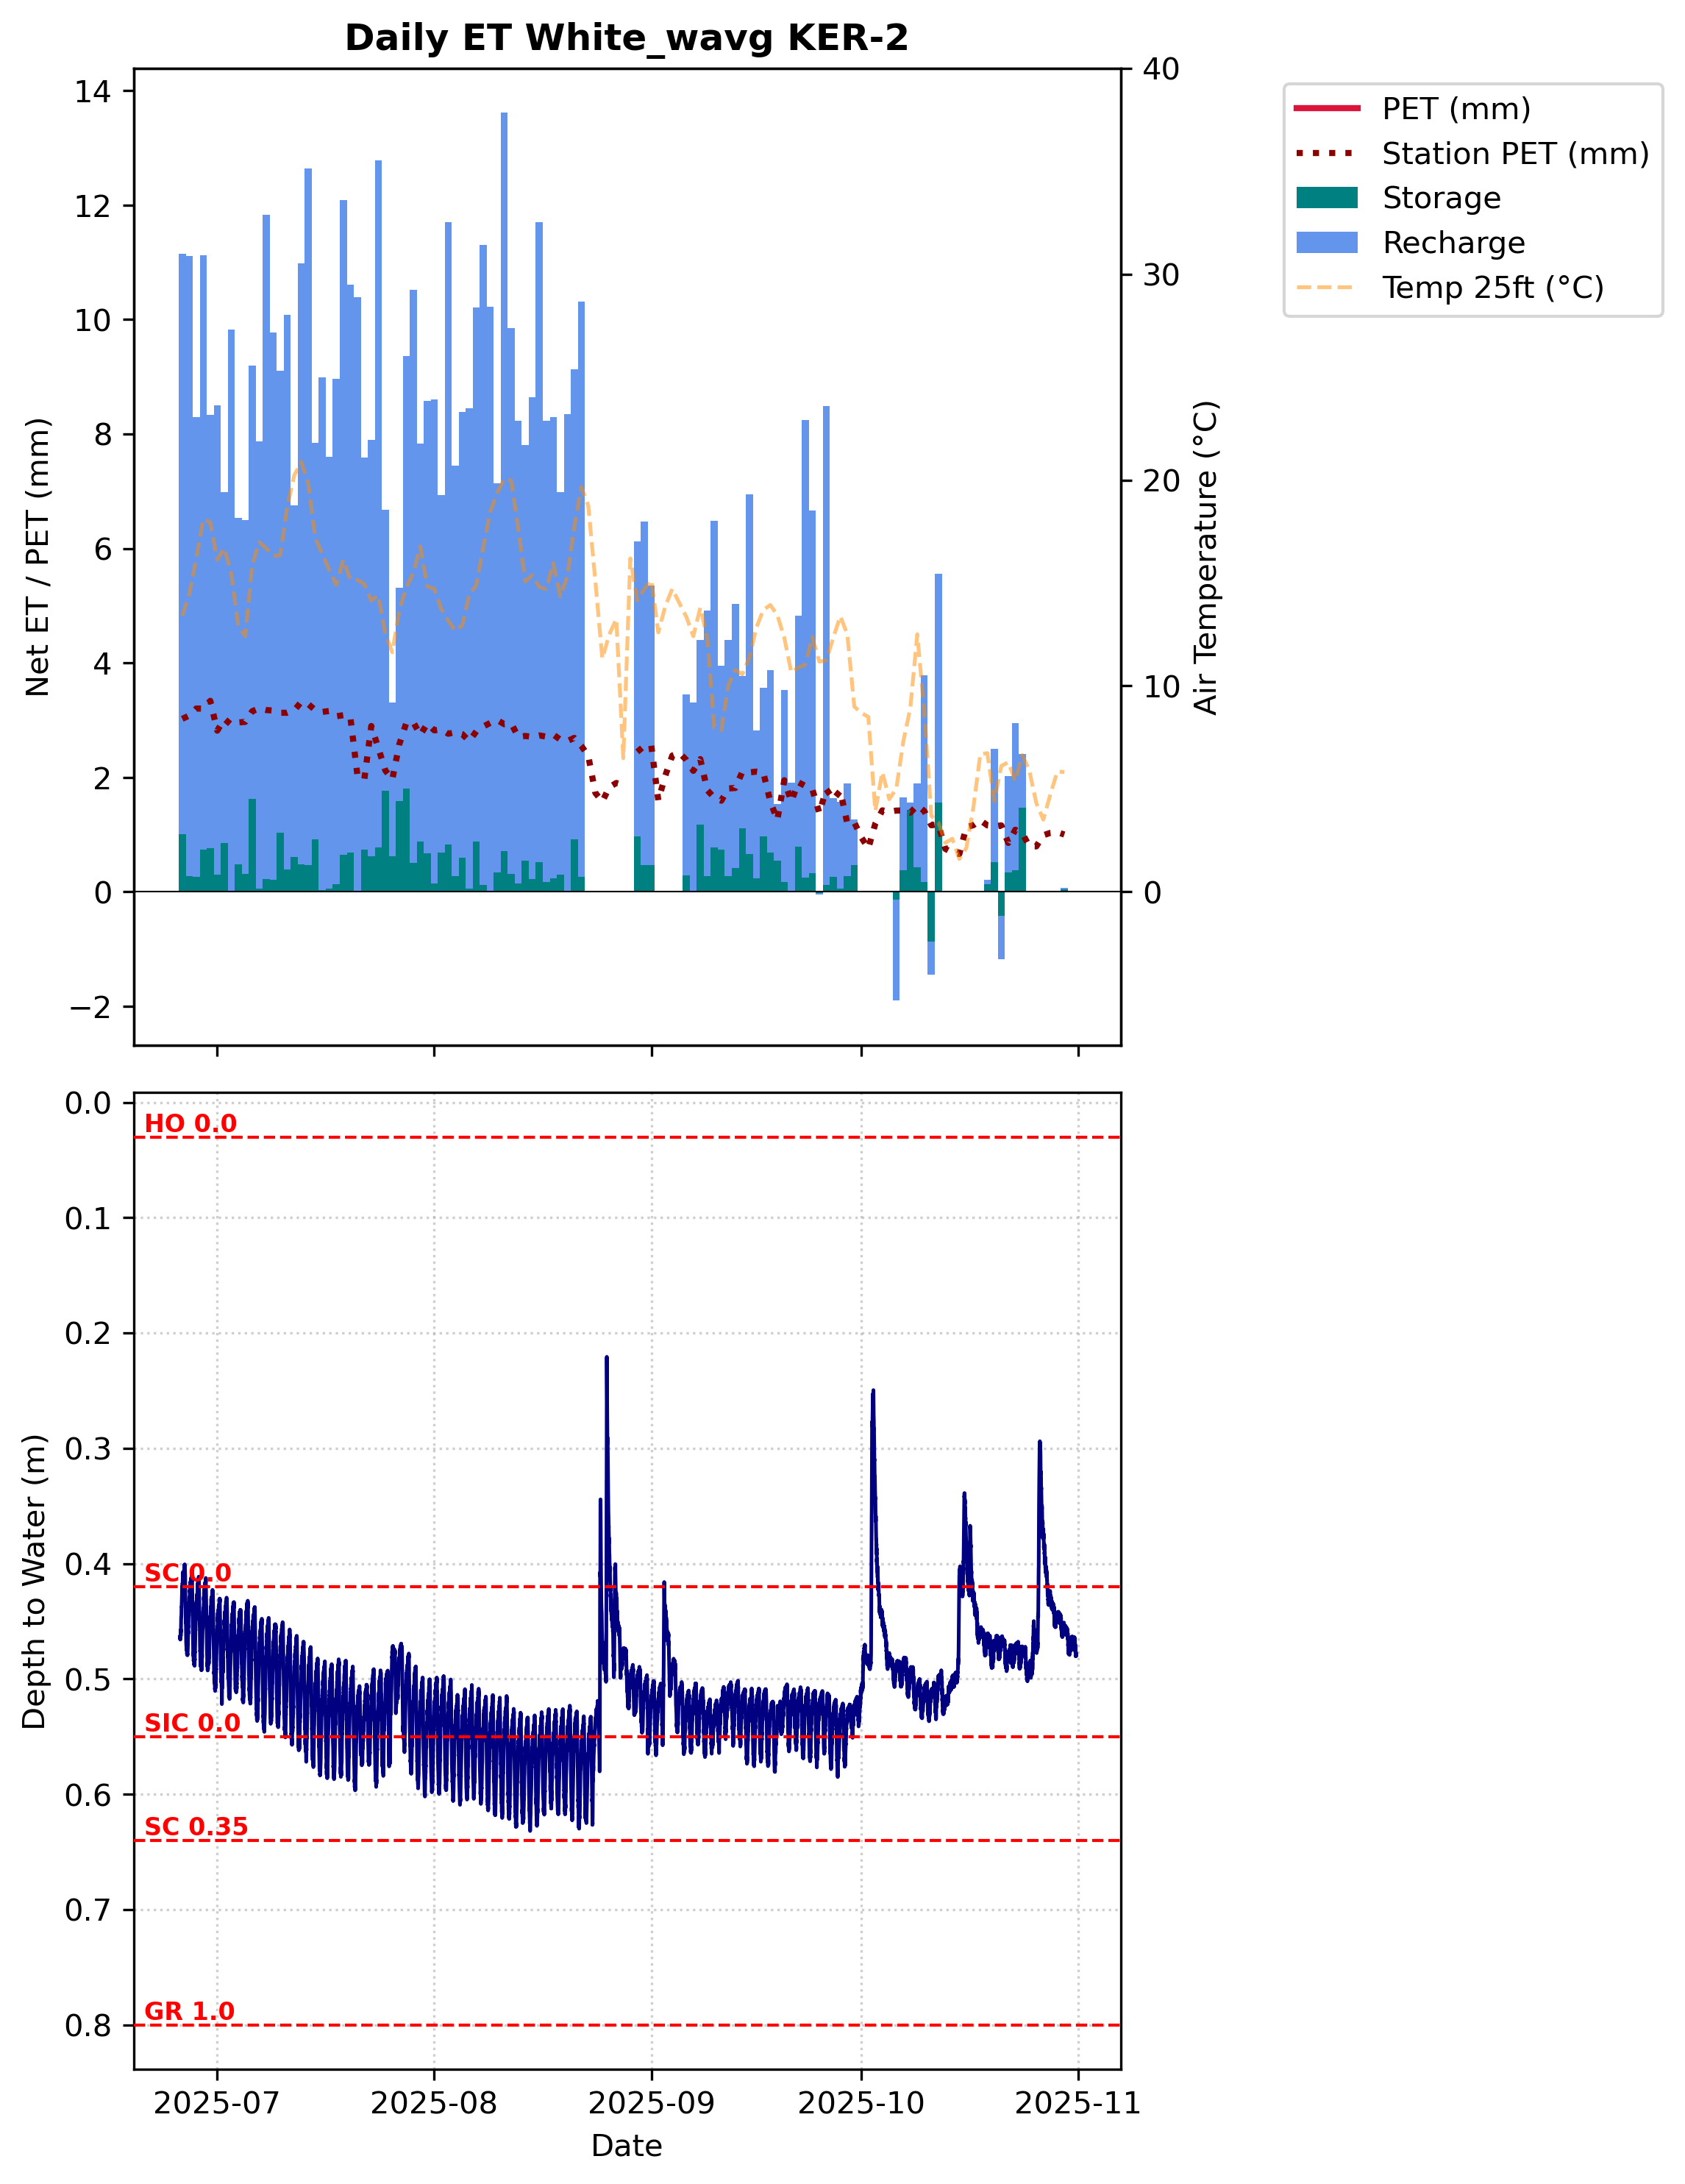 Daily ET White_wavg KER-2
14
12
10
8
6
4
2
0
−2
Net ET / PET (mm)
40
30
20
10
0
Air Temperature (°C)
PET (mm)
Station PET (mm)
Storage
Recharge
Temp 25ft (°C)
0.0
0.1
0.2
0.3
0.4
0.5
0.6
0.7
0.8
Depth to Water (m)
HO 0.0
SC 0.0
SIC 0.0
SC 0.35
GR 1.0
2025-07
2025-08
2025-09
2025-10
2025-11
Date